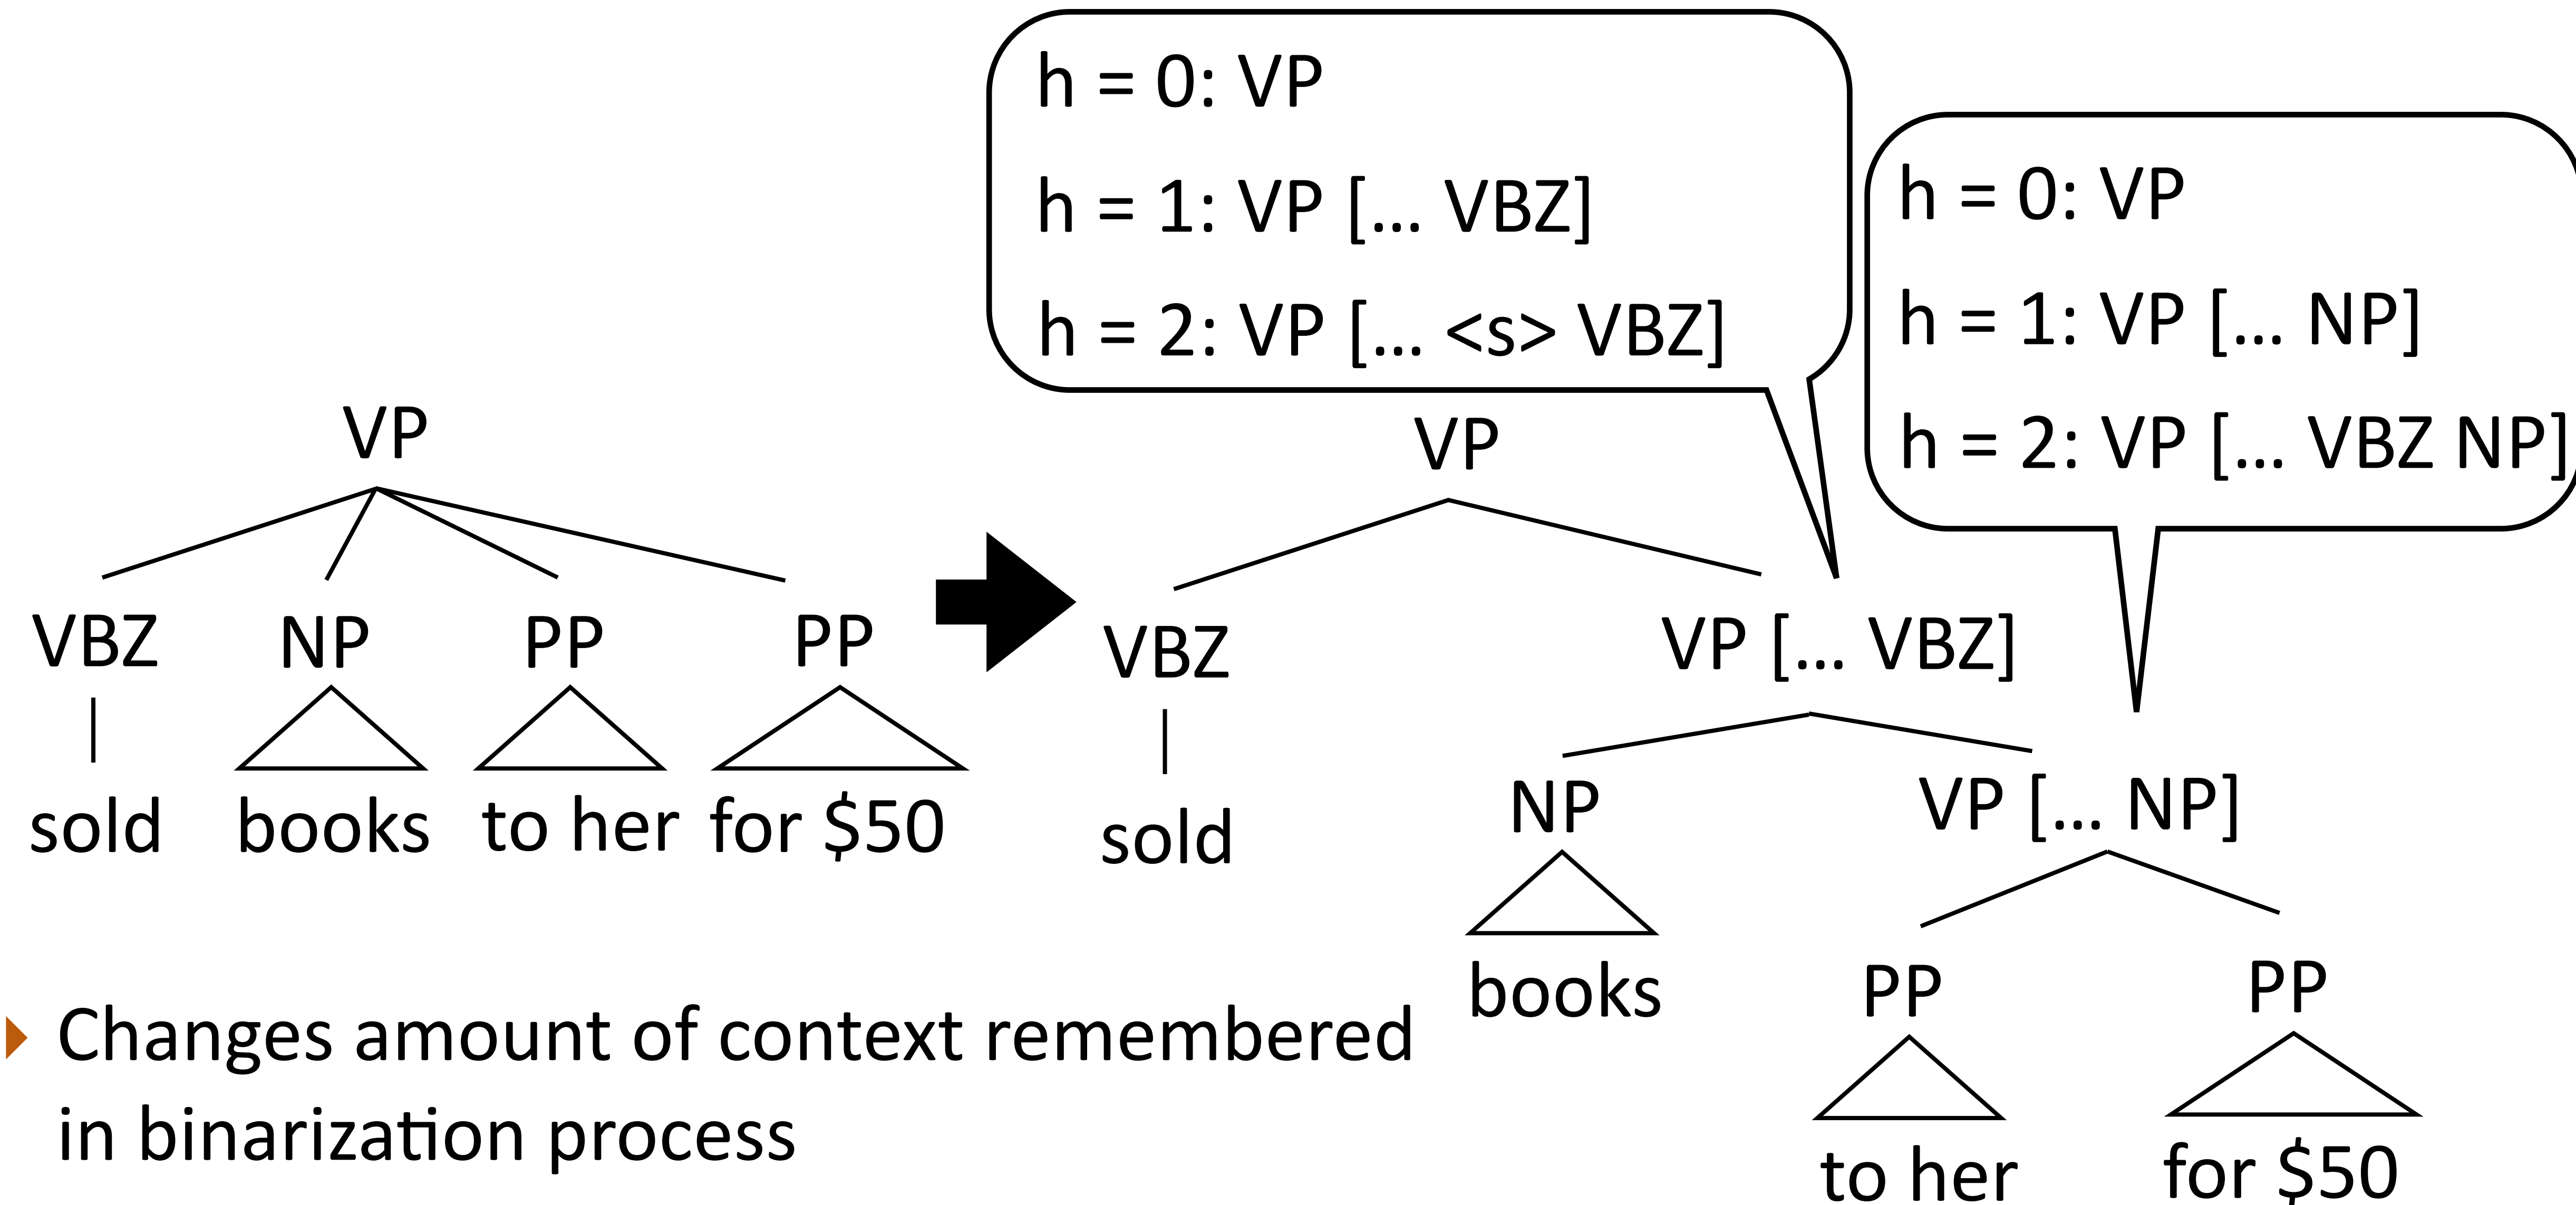 h = 0: VP
h = 1: VP [... VBZ]
h = 2: VP [... <s> VBZ]
h = 0: VP
h = 1: VP [... NP]
h = 2: VP [... VBZ NP]
VP
VBZ NP PP PP
sold books to her for $50
VP
VBZ VP [... VBZ]
sold
NP VP [... NP]
books
PP PP
to her for $50
Changes amount of context remembered
in binarization process